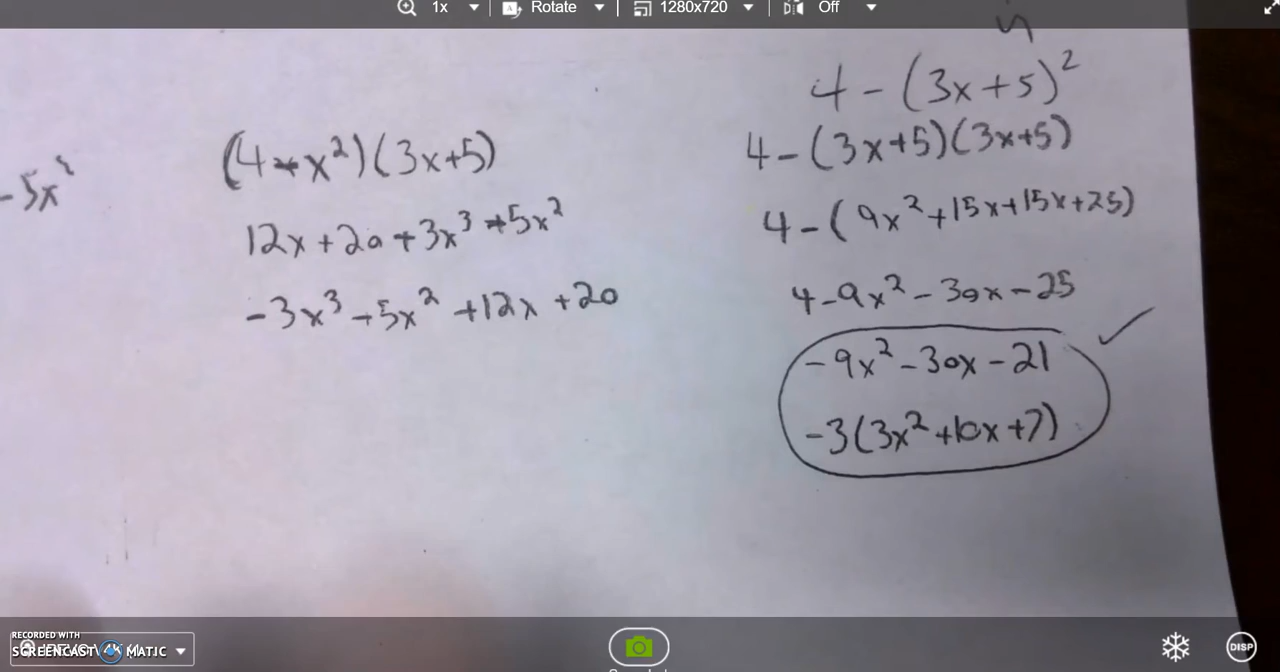 1x Rotate 1280x720 Off
- 5x
(4-x²)(3x+5)
12x+20+3x³+5x²
-3x³-5x²+12x+20
4-(3x+5)²
4-(3x+5)(3x+5)
4-(9x²+15x+15x+25)
4-9x²-30x-25
-9x²-30x-21
-3(3x²+10x+7)
RECORDED WITH
SCREENCAST MATIC
DISP